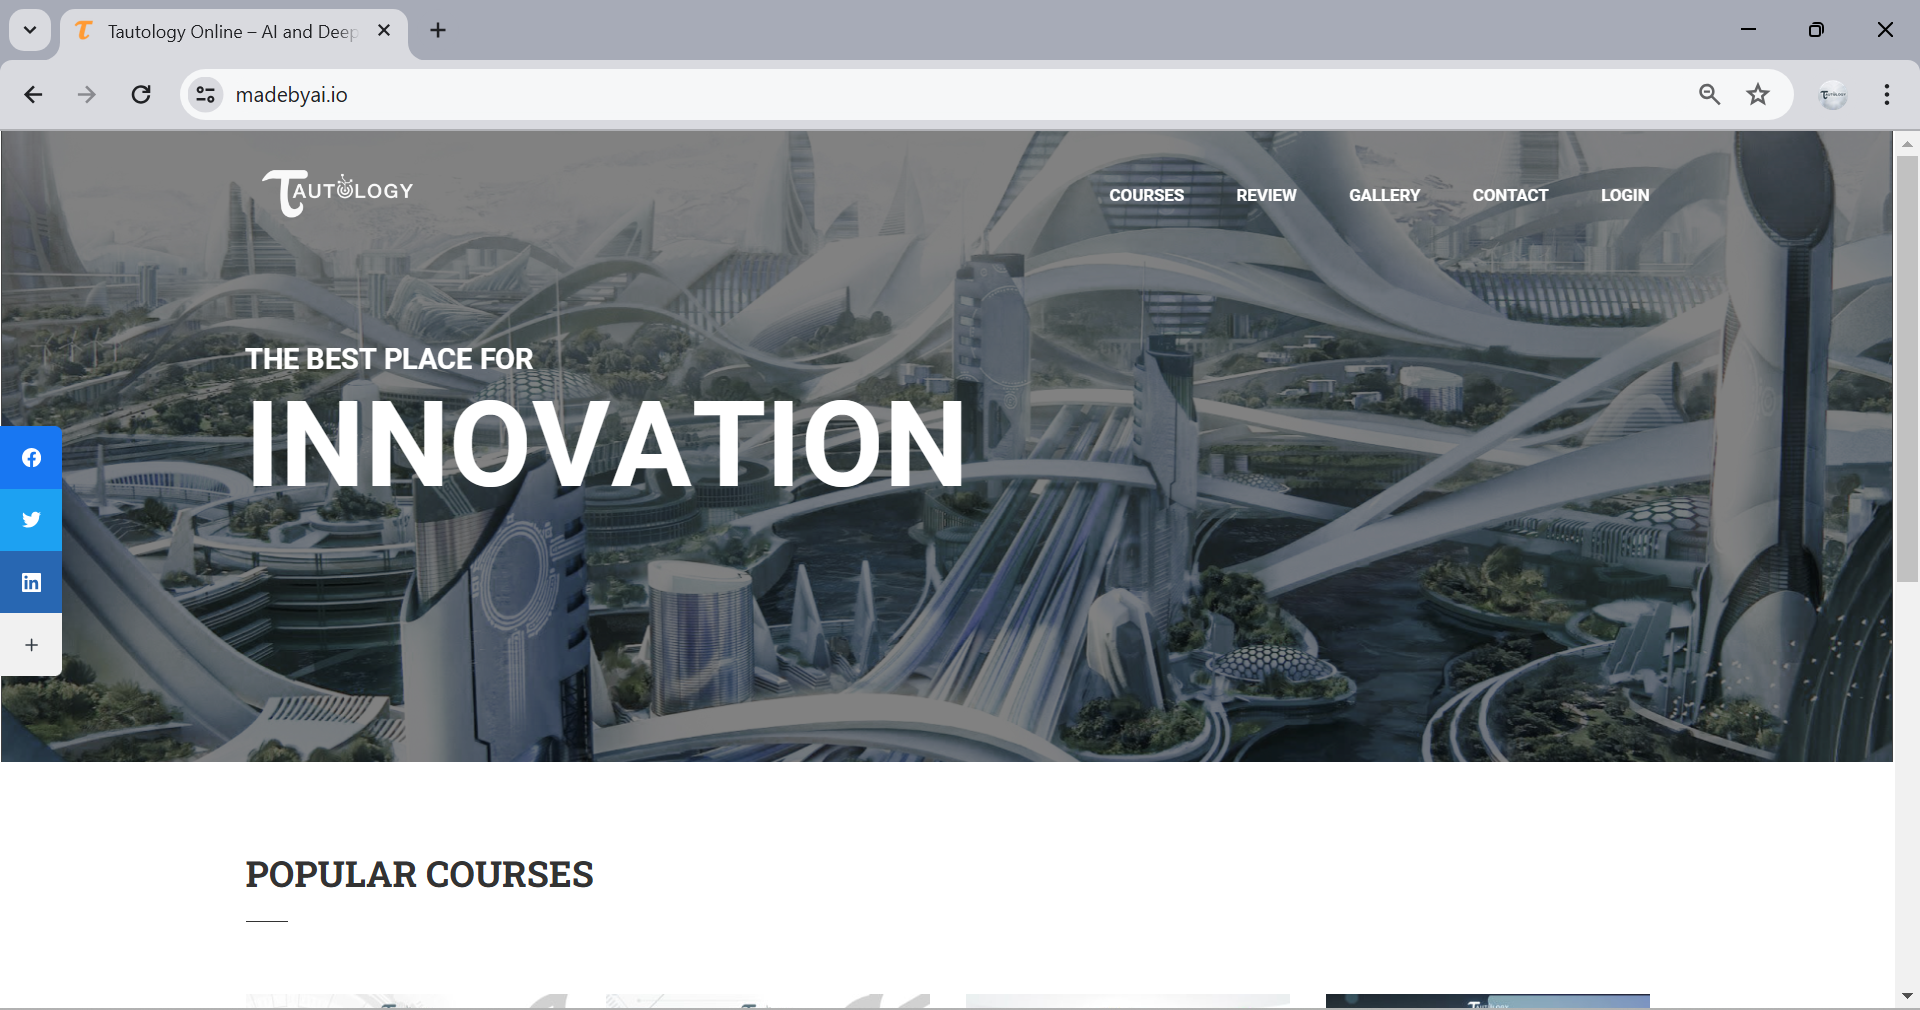 Tautology Online – AI and Deep
madebyai.io
TAUTOLOGY
COURSES REVIEW GALLERY CONTACT LOGIN
THE BEST PLACE FOR
INNOVATION
POPULAR COURSES